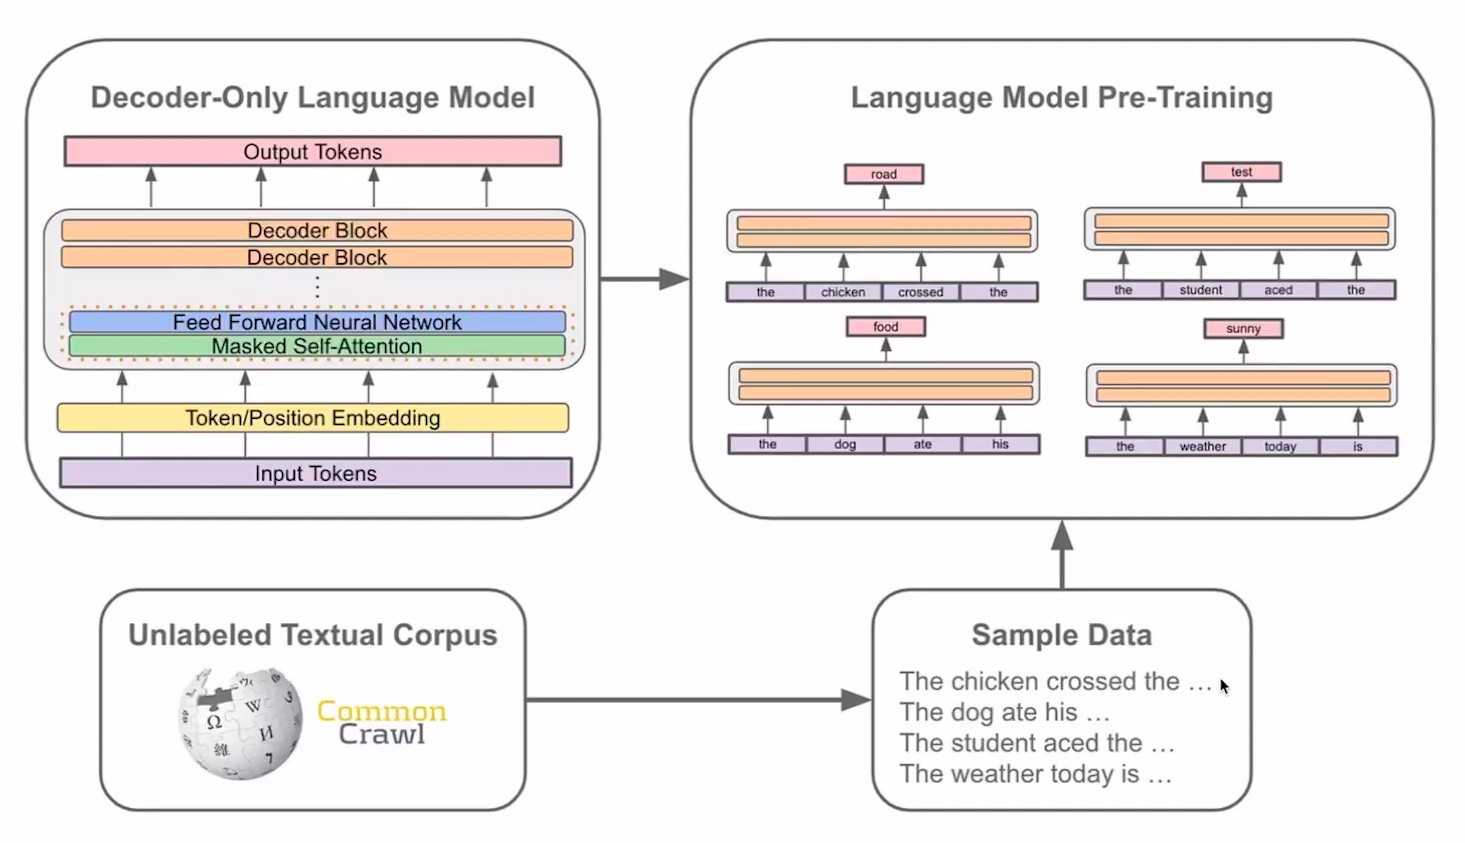 Decoder-Only Language Model
Output Tokens
Decoder Block
Decoder Block
Feed Forward Neural Network
Masked Self-Attention
Token/Position Embedding
Input Tokens
Language Model Pre-Training
road
the chicken crossed the
test
the student aced the
food
the dog ate his
sunny
the weather today is
Unlabeled Textual Corpus
Ω W И 維 7
Common
Crawl
Sample Data
The chicken crossed the ...
The dog ate his ...
The student aced the ...
The weather today is ...